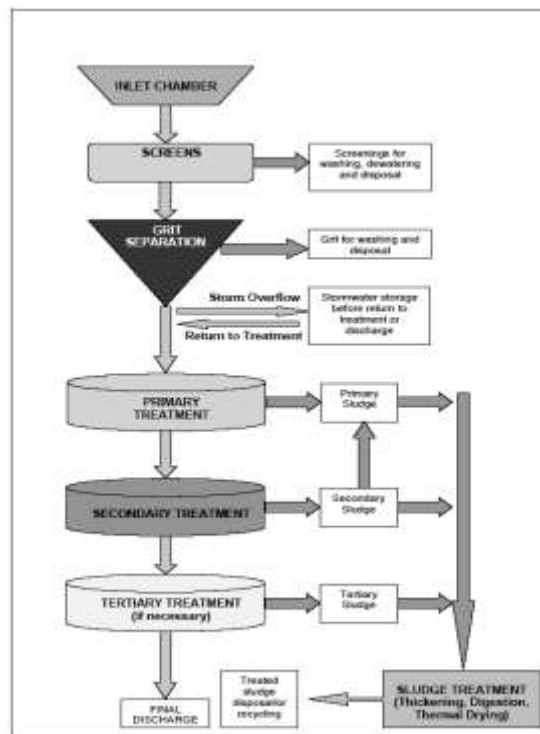 INLET CHAMBER
SCREENS
Screenings for
washing, dewatering
and disposal
GRIT
SEPARATION
Grit for washing and
disposal
Storm Overflow
Return to Treatment
Stormwater storage
before return to
treatment or
discharge
PRIMARY
TREATMENT
Primary
Sludge
SECONDARY TREATMENT
Secondary
Sludge
TERTIARY TREATMENT
(if necessary)
Tertiary
Sludge
FINAL
DISCHARGE
Treated
sludge
disposal/or
recycling
SLUDGE TREATMENT
(Thickening, Digestion,
Thermal Drying)